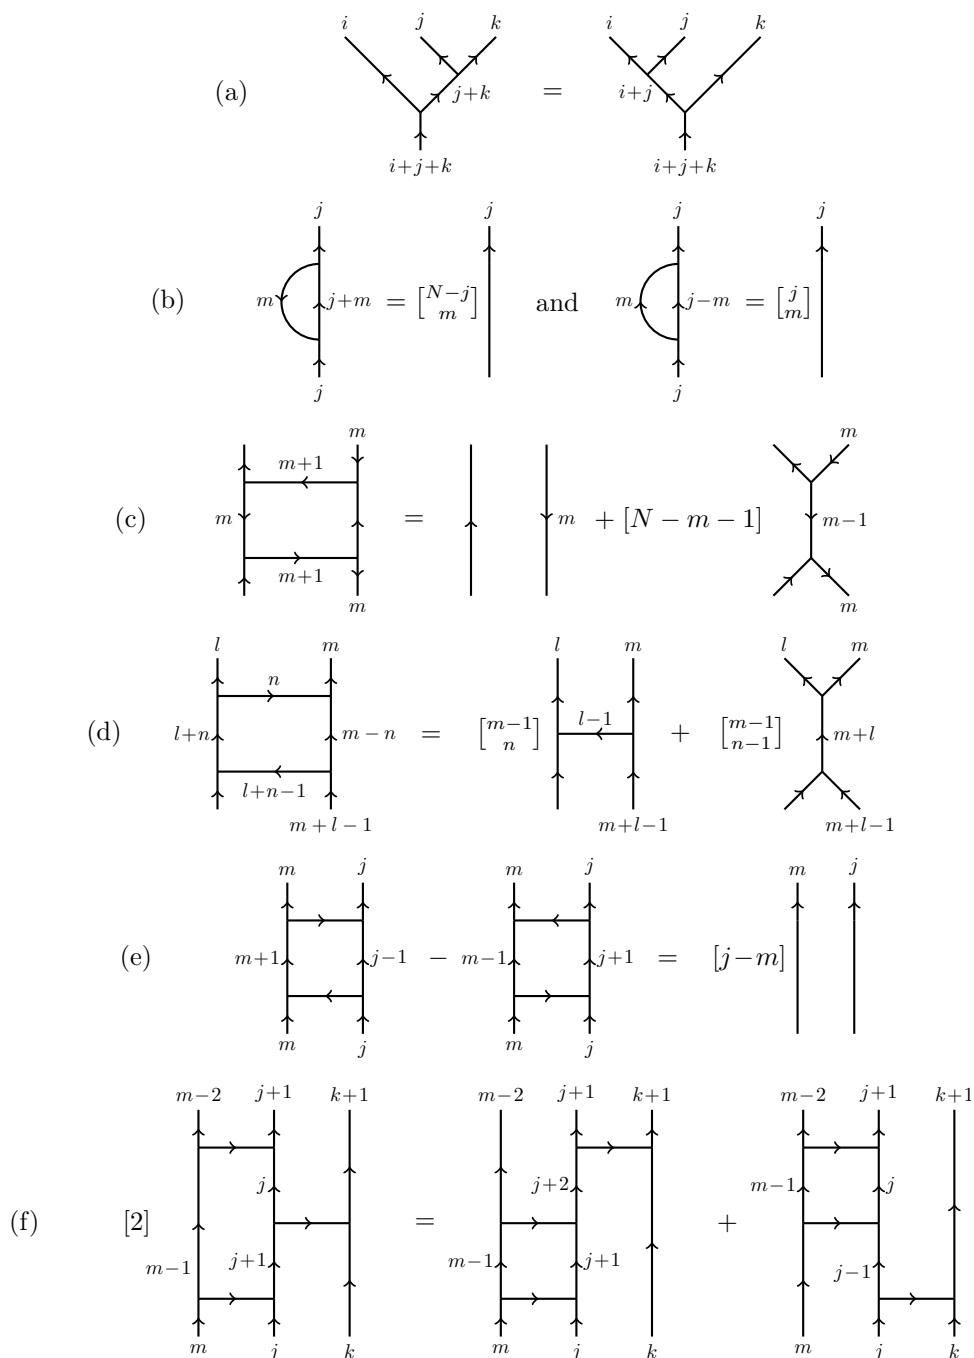 i j k i j k
(a) j+k = i+j
i+j+k i+j+k
j j j j
(b) m j+m = [N−j m] and m j−m = [j m]
j j
m m
m+1
(c) m = m + [N − m − 1] m−1
m+1
m m
l m l m l m
n
(d) l+n m − n = [m−1 n] l−1 + [m−1 n−1] m+l
l+n−1
m + l − 1 m+l−1 m+l−1
m j m j m j
(e) m+1 j−1 − m−1 j+1 = [j−m]
m j m j
m−2 j+1 k+1 m−2 j+1 k+1 m−2 j+1 k+1
j j+2 m−1 j
(f) [2] = +
m−1 j+1 m−1 j+1 j−1
m j k m j k m j k